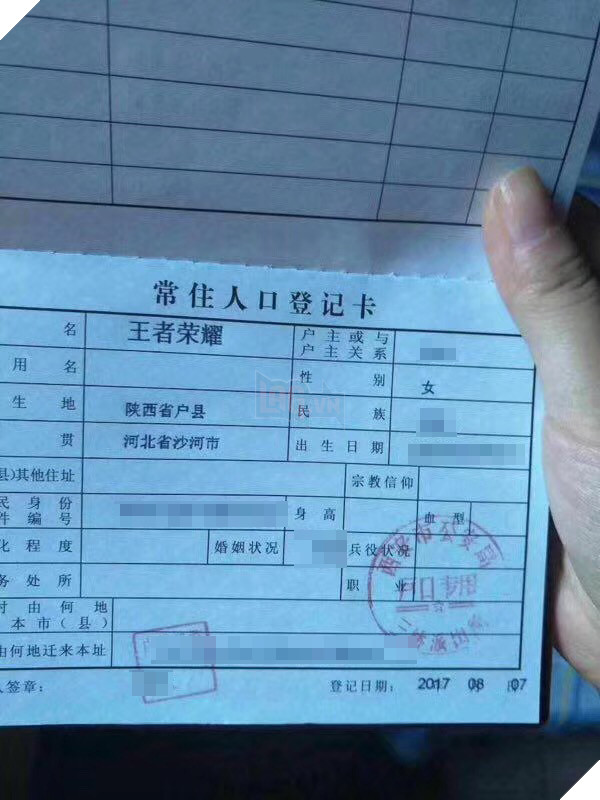 常住人口登记卡
名 王者荣耀 户主或与户主关系
用名 性别 女
生地 陕西省户县 民族
贯 河北省沙河市 出生日期
县)其他住址 宗教信仰
民身份 身高 血型
件编号
化程度 婚姻状况 兵役状况
务处所 职业
时由何地
本市(县)
由何地迁来本址
人签章: 登记日期: 2017 08 07